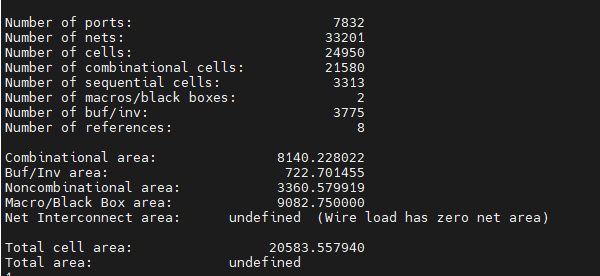 Number of ports: 7832
Number of nets: 33201
Number of cells: 24950
Number of combinational cells: 21580
Number of sequential cells: 3313
Number of macros/black boxes: 2
Number of buf/inv: 3775
Number of references: 8
Combinational area: 8140.228022
Buf/Inv area: 722.701455
Noncombinational area: 3360.579919
Macro/Black Box area: 9082.750000
Net Interconnect area: undefined (Wire load has zero net area)
Total cell area: 20583.557940
Total area: undefined